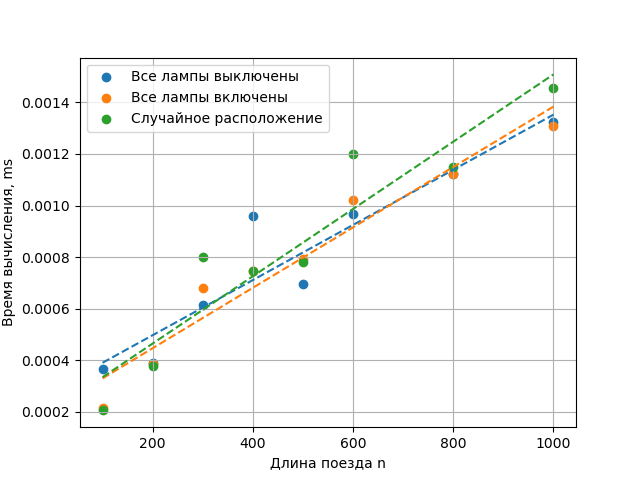 Время вычисления, ms
0.0014
0.0012
0.0010
0.0008
0.0006
0.0004
0.0002
Все лампы выключены
Все лампы включены
Случайное расположение
200 400 600 800 1000
Длина поезда n